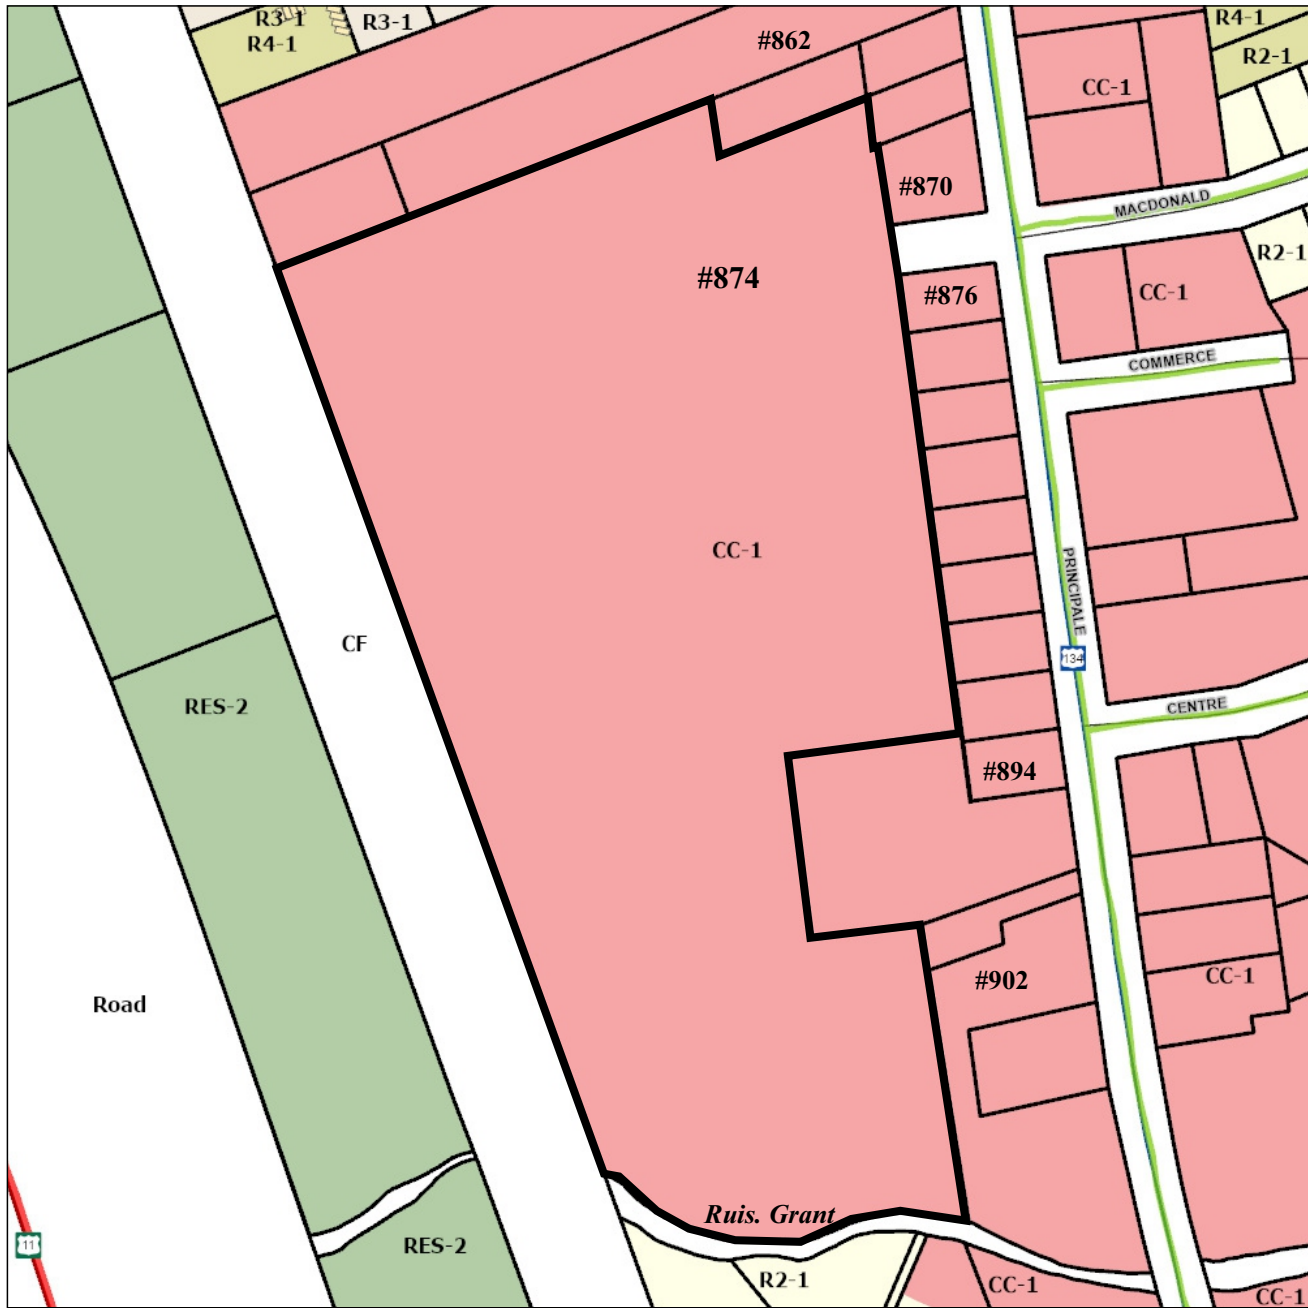 R3-1
R4-1
R3-1
#862
CC-1
R4-1
R2-1
#870
MACDONALD
R2-1
#874
#876
CC-1
COMMERCE
CC-1
PRINCIPALE
134
CF
RES-2
CENTRE
#894
#902
CC-1
Road
Ruis. Grant
11
RES-2
R2-1
CC-1
CC-1